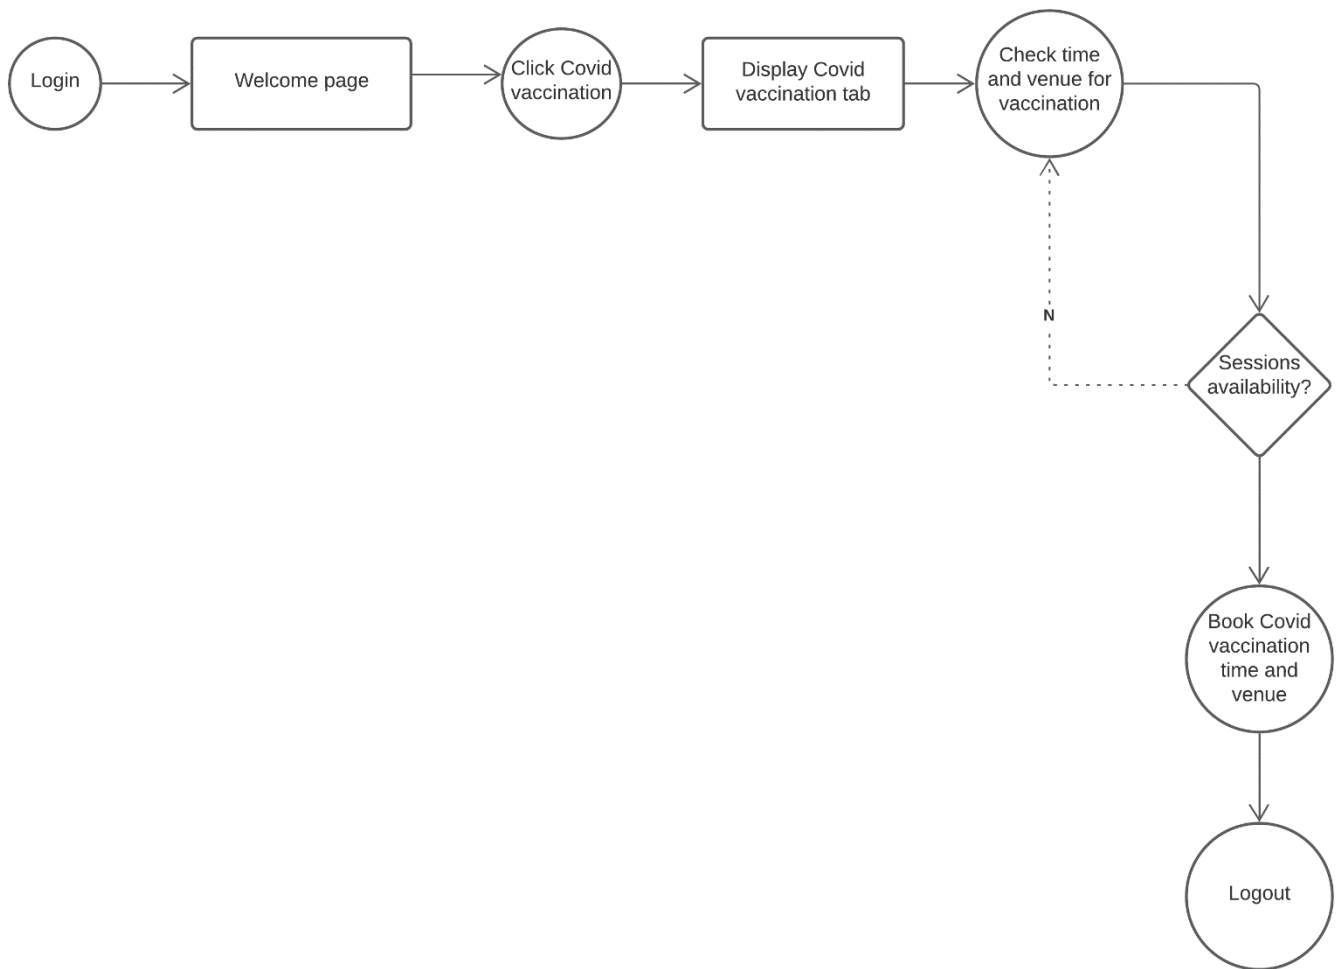 Login
Welcome page
Click Covid
vaccination
Display Covid
vaccination tab
Check time
and venue for
vaccination
N
Sessions
availability?
Book Covid
vaccination
time and
venue
Logout